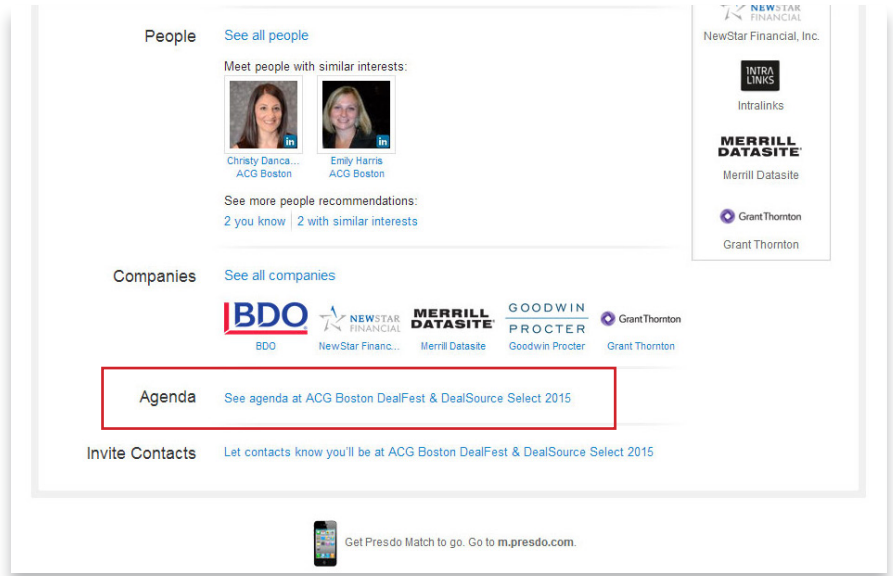 People
See all people
Meet people with similar interests:
in
in
Christy Danca...
ACG Boston
Emily Harris
ACG Boston
See more people recommendations:
2 you know 2 with similar interests
Companies
See all companies
BDO
NEWSTAR
FINANCIAL
MERRILL
DATASITE
GOODWIN
PROCTER
Grant Thornton
BDO
NewStar Financ...
Merrill Datasite
Goodwin Procter
Grant Thornton
Agenda
See agenda at ACG Boston DealFest & DealSource Select 2015
Invite Contacts
Let contacts know you'll be at ACG Boston DealFest & DealSource Select 2015
NEWSTAR
FINANCIAL
NewStar Financial, Inc.
INTRA
LINKS
Intralinks
MERRILL
DATASITE
Merrill Datasite
Grant Thornton
Grant Thornton
Get Presdo Match to go. Go to m.presdo.com.